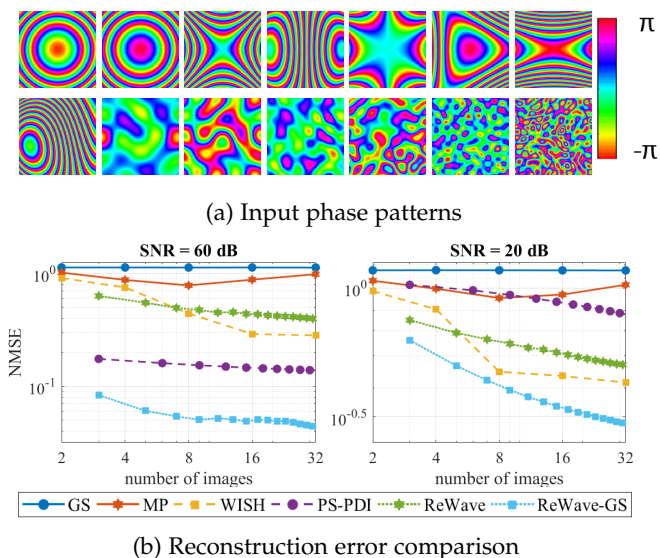 π
-π
(a) Input phase patterns
SNR = 60 dB
SNR = 20 dB
NMSE
10^0
10^-1
2 4 8 16 32
number of images
10^0
10^-0.5
2 4 8 16 32
number of images
GS MP WISH PS-PDI ReWave ReWave-GS
(b) Reconstruction error comparison